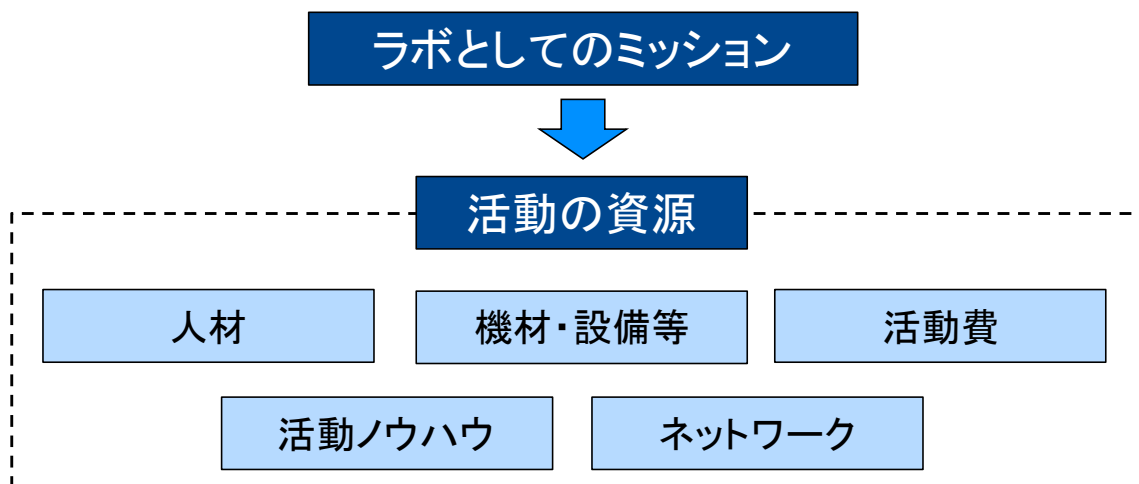 ラボとしてのミッション
活動の資源
人材
機材・設備等
活動費
活動ノウハウ
ネットワーク